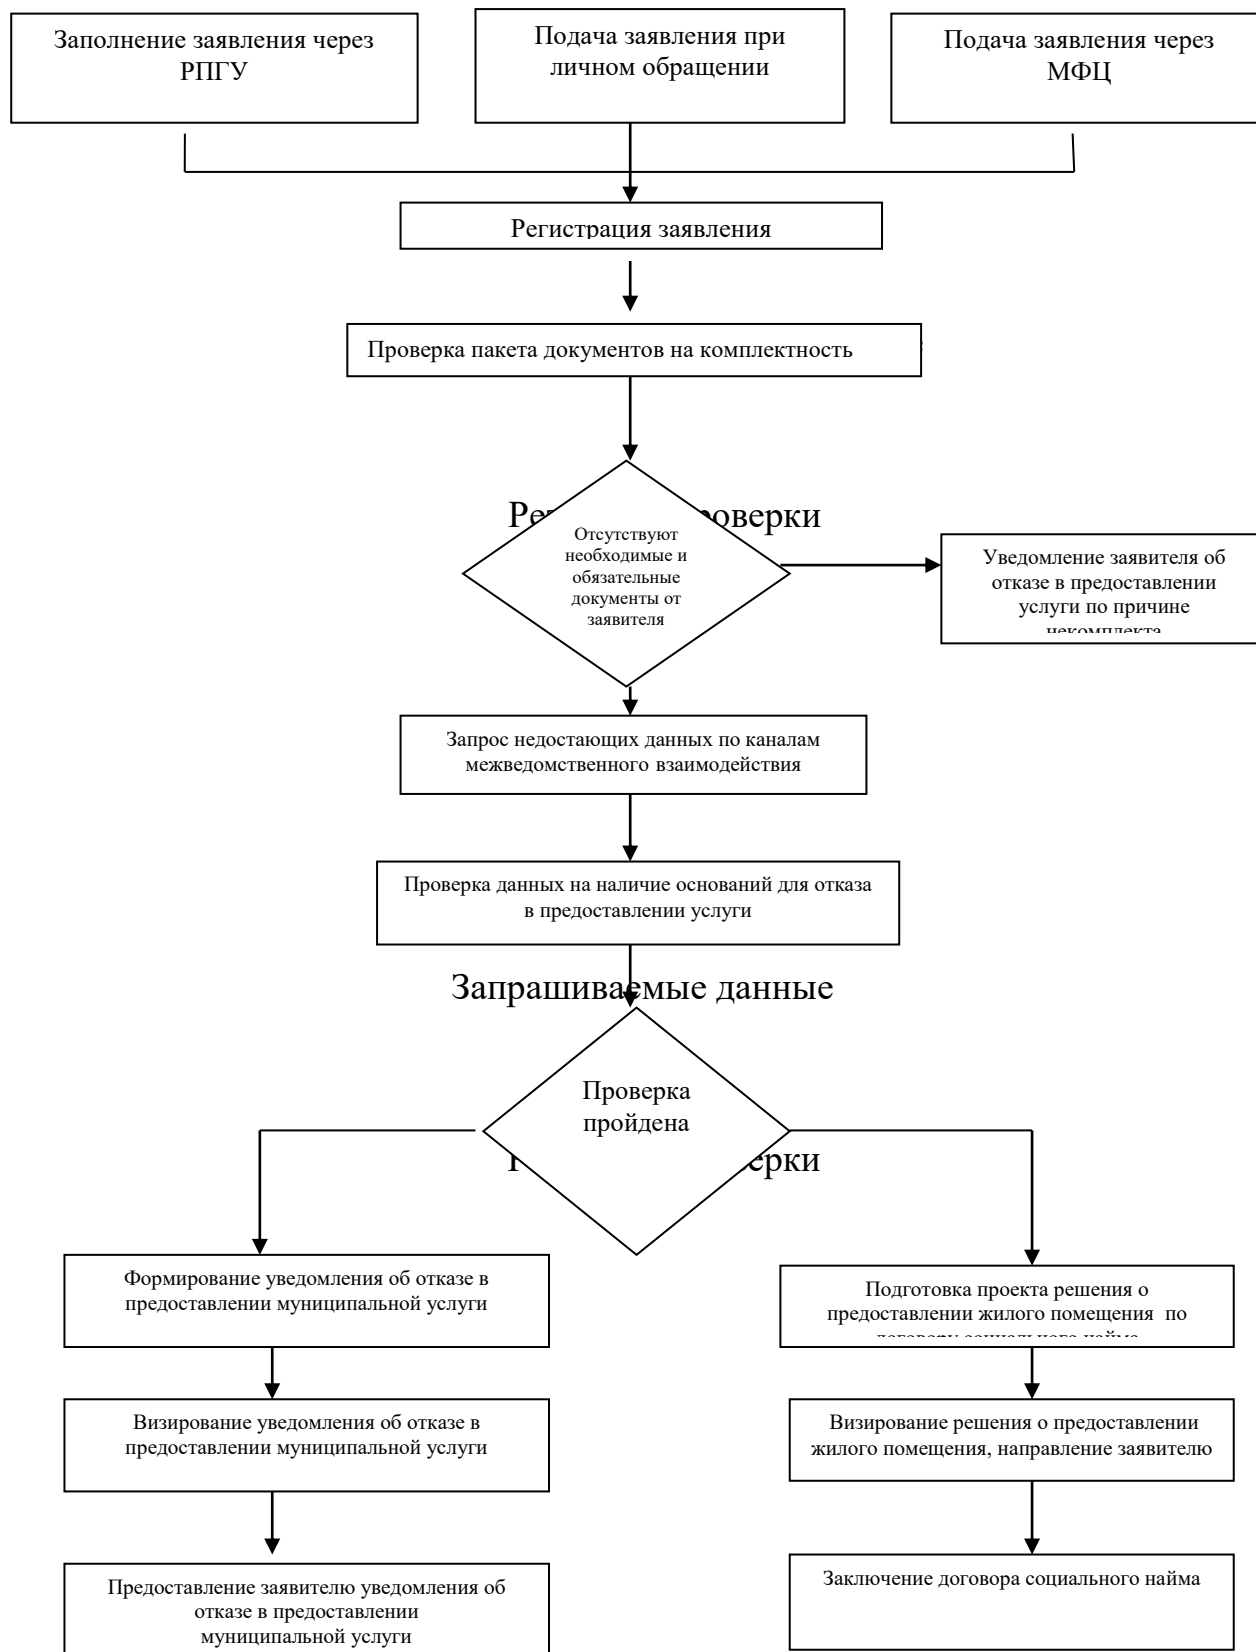 Заполнение заявления через
РПГУ
Подача заявления при
личном обращении
Подача заявления через
МФЦ
Регистрация заявления
Проверка пакета документов на комплектность
Отсутствуют
необходимые и
обязательные
документы от
заявителя
Уведомление заявителя об
отказе в предоставлении
услуги по причине
некомплекта
Запрос недостающих данных по каналам
межведомственного взаимодействия
Проверка данных на наличие оснований для отказа
в предоставлении услуги
Запрашиваемые данные
Проверка
пройдена
Формирование уведомления об отказе в
предоставлении муниципальной услуги
Подготовка проекта решения о
предоставлении жилого помещения по
договору социального найма
Визирование уведомления об отказе в
предоставлении муниципальной услуги
Визирование решения о предоставлении
жилого помещения, направление заявителю
Предоставление заявителю уведомления об
отказе в предоставлении
муниципальной услуги
Заключение договора социального найма